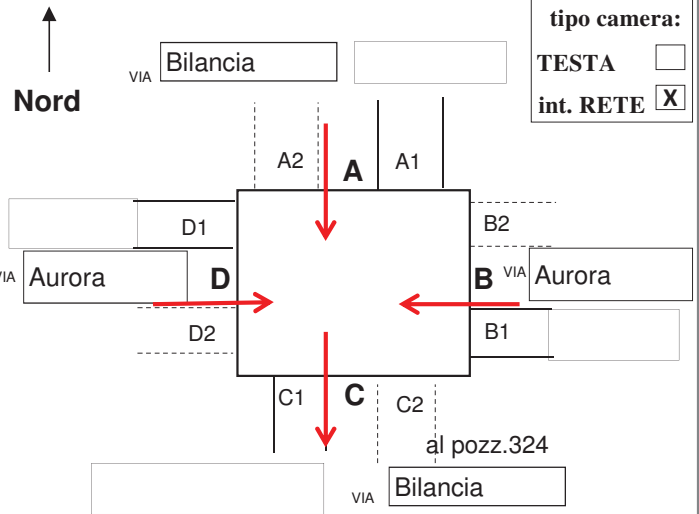 tipo camera:
TESTA
int. RETE X
Nord
VIA Bilancia
A2 A A1
D1 B2
VIA Aurora D B VIA Aurora
D2 B1
C1 C C2
al pozz.324
VIA Bilancia